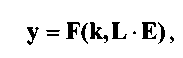 y = F(k, L · E) ,